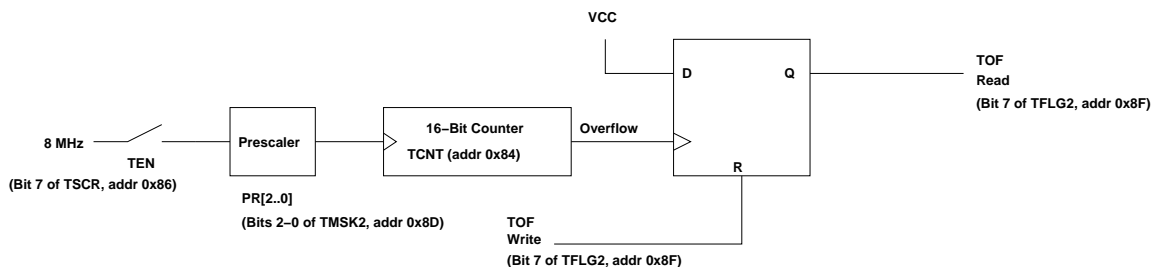 VCC
D
Q
TOF
Read
(Bit 7 of TFLG2, addr 0x8F)
8 MHz
TEN
(Bit 7 of TSCR, addr 0x86)
Prescaler
16–Bit Counter
TCNT (addr 0x84)
Overflow
R
PR[2..0]
(Bits 2–0 of TMSK2, addr 0x8D)
TOF
Write
(Bit 7 of TFLG2, addr 0x8F)